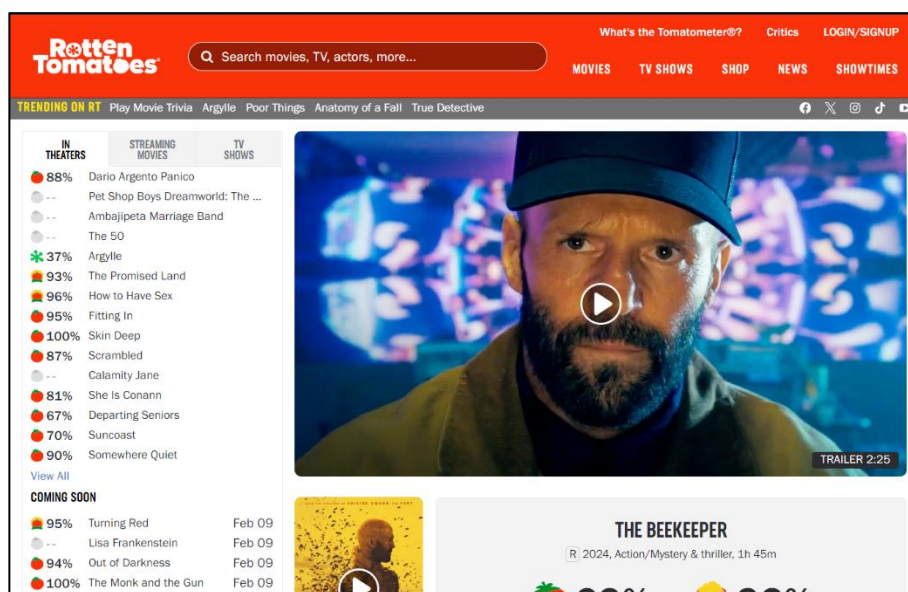 What's the Tomatometer®? Critics LOGIN/SIGNUP
Rotten Tomatoes
Search movies, TV, actors, more...
MOVIES TV SHOWS SHOP NEWS SHOWTIMES
TRENDING ON RT Play Movie Trivia Argylle Poor Things Anatomy of a Fall True Detective
IN THEATERS STREAMING MOVIES TV SHOWS
88% Dario Argento Panico
-- Pet Shop Boys Dreamworld: The ...
-- Ambajipeta Marriage Band
-- The 50
37% Argylle
93% The Promised Land
96% How to Have Sex
95% Fitting In
100% Skin Deep
87% Scrambled
-- Calamity Jane
81% She Is Conann
67% Departing Seniors
70% Suncoast
90% Somewhere Quiet
View All
TRAILER 2:25
COMING SOON
95% Turning Red Feb 09
-- Lisa Frankenstein Feb 09
94% Out of Darkness Feb 09
100% The Monk and the Gun Feb 09
THE BEEKEEPER
R 2024, Action/Mystery & thriller, 1h 45m